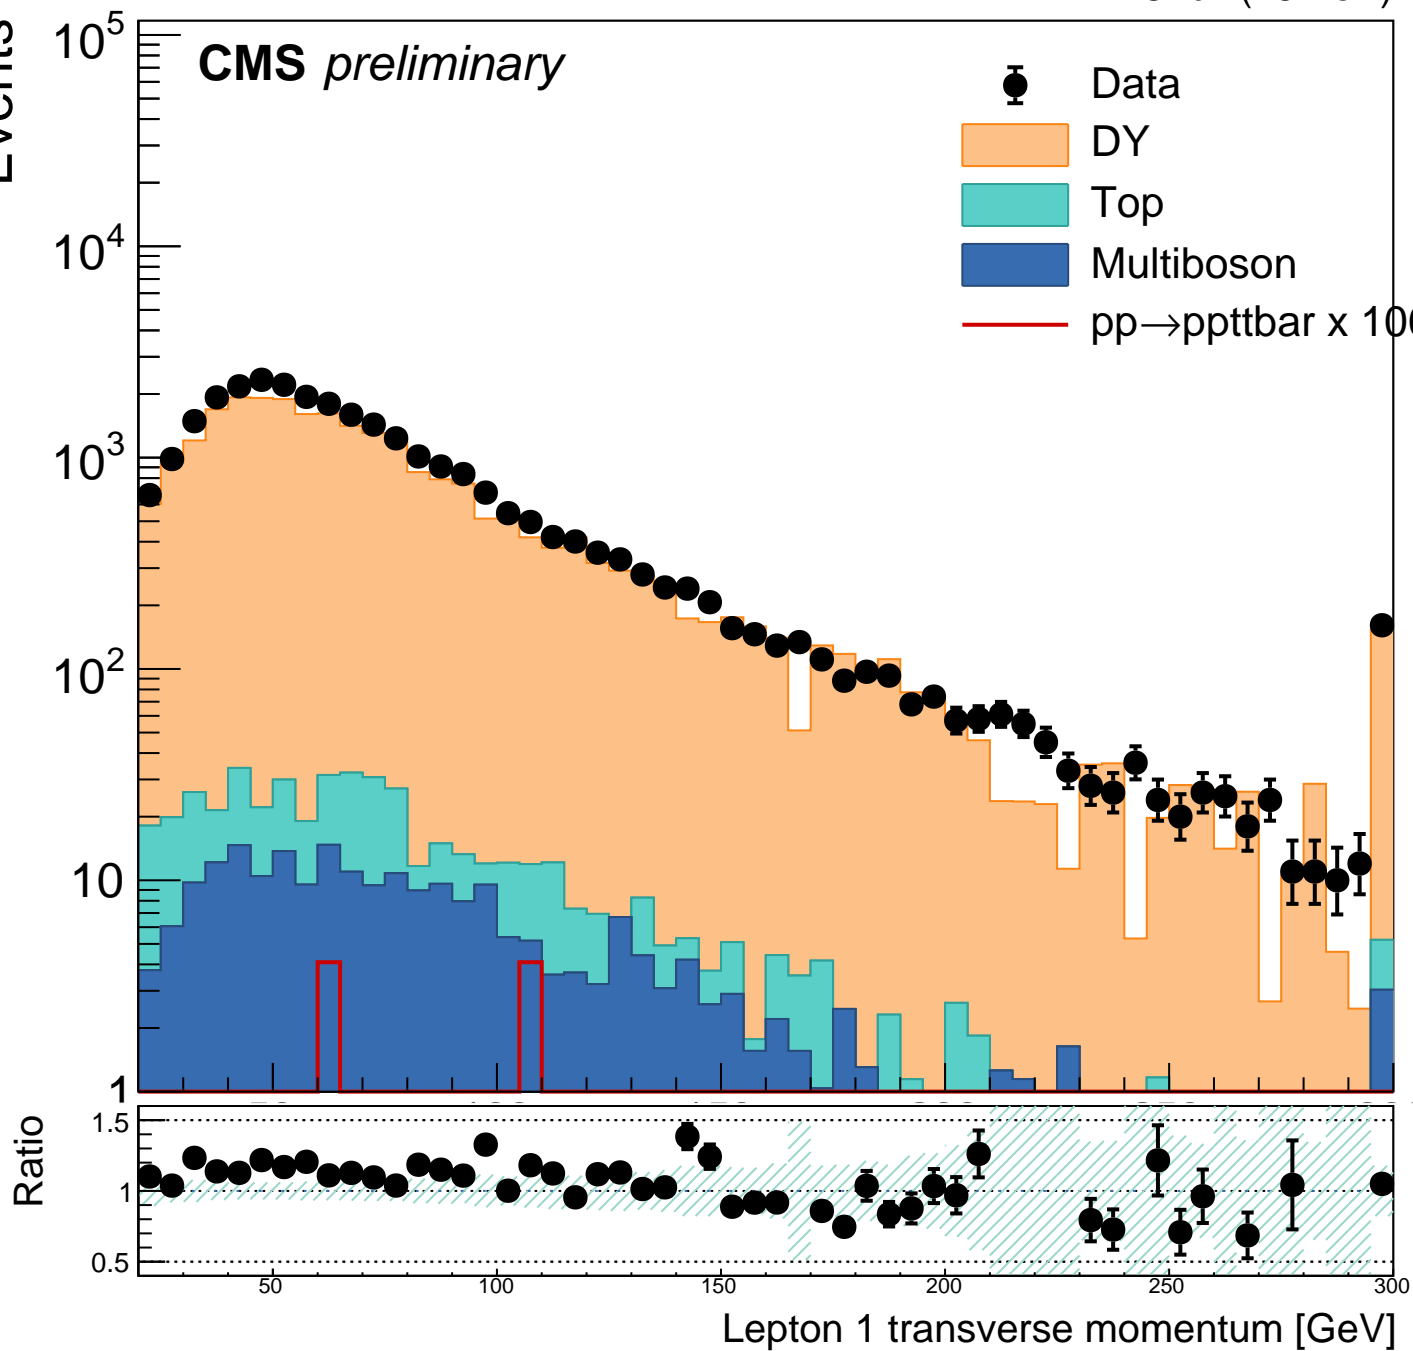 Events
10^5
CMS preliminary
Data
DY
Top
Multiboson
pp→ppttbar x
10^4
10^3
10^2
10
1
Ratio
1.5
1
0.5
50 100 150 200 250 300
Lepton 1 transverse momentum [GeV]